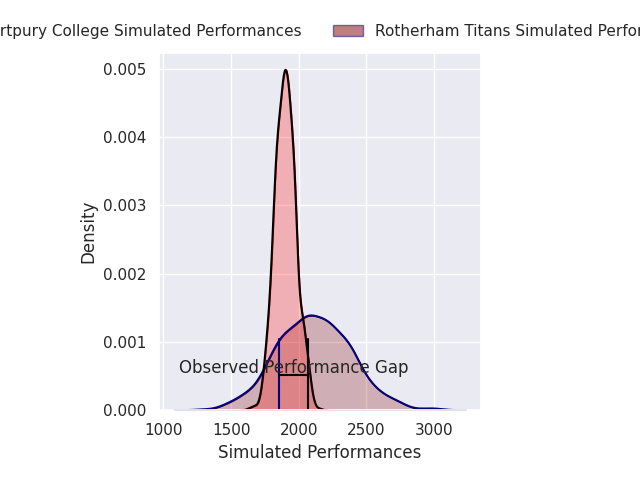 rtpury College Simulated Performances
Rotherham Titans Simulated Perfor
0.005
0.004
0.003
0.002
0.001
0.000
Density
Observed Performance Gap
1000 1500 2000 2500 3000
Simulated Performances